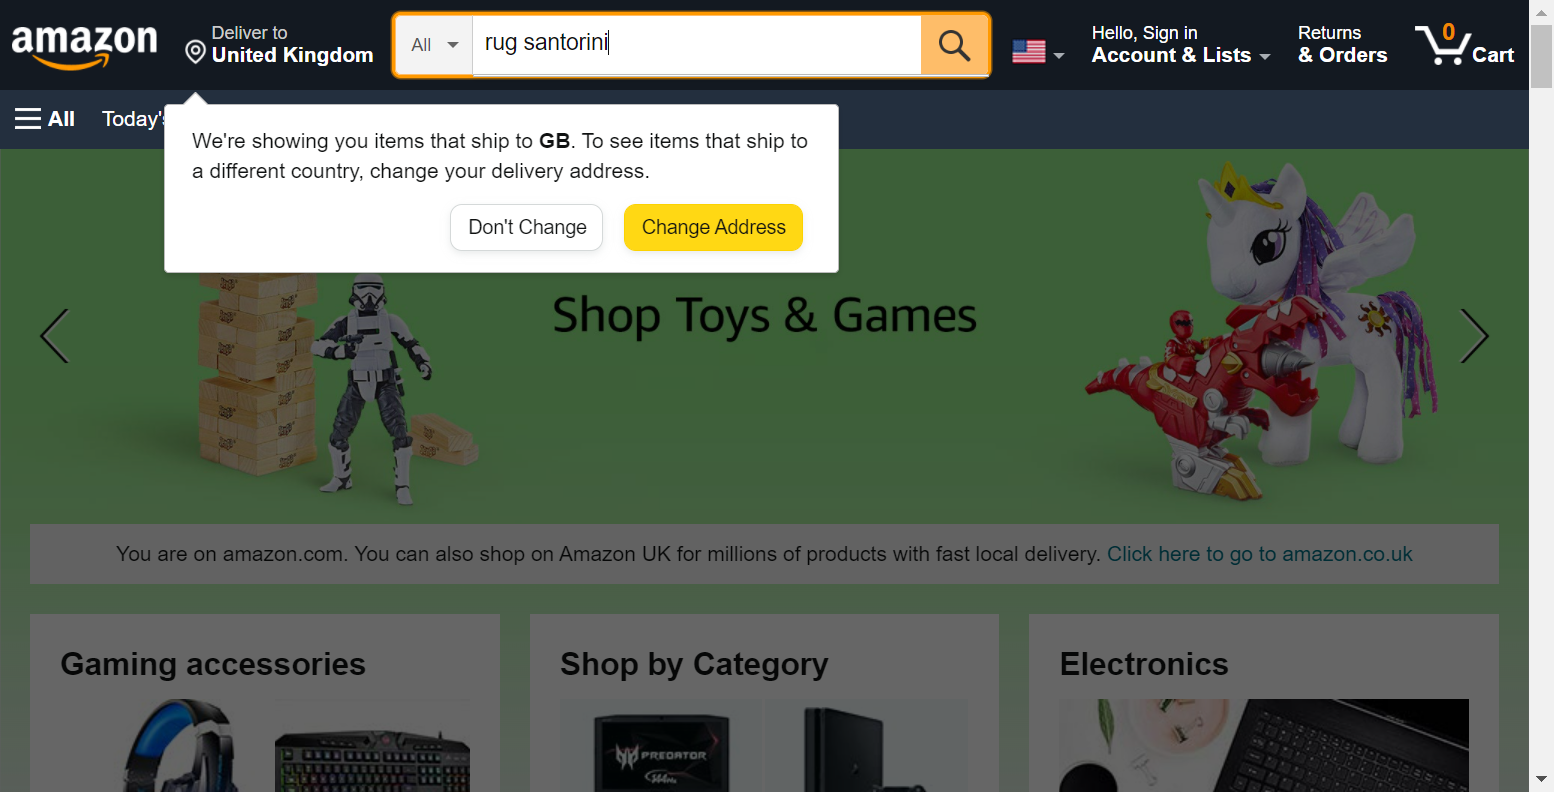 amazon
Deliver to
United Kingdom
All
rug santorini
Hello, Sign in
Account & Lists
Returns
& Orders
0
Cart
All
Today's
We're showing you items that ship to GB. To see items that ship to
a different country, change your delivery address.
Don't Change
Change Address
Shop Toys & Games
You are on amazon.com. You can also shop on Amazon UK for millions of products with fast local delivery. Click here to go to amazon.co.uk
Gaming accessories
Shop by Category
Electronics
PREDATOR
144Hz